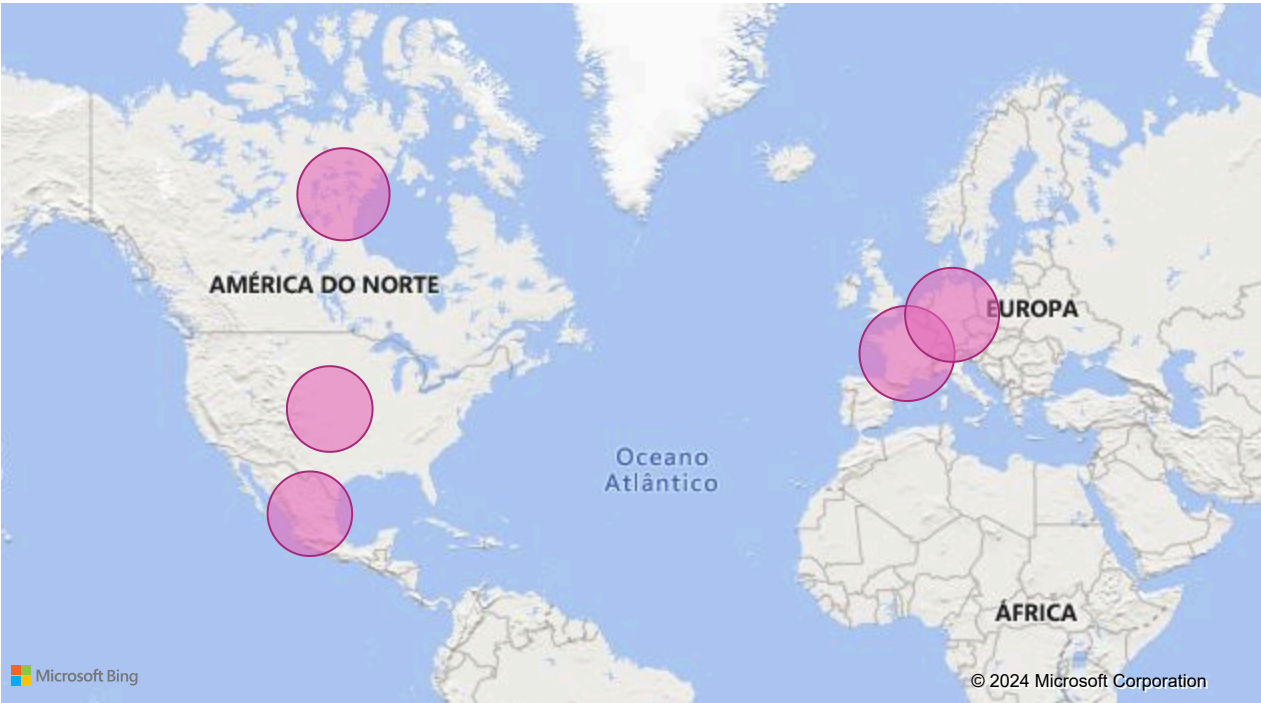 AMÉRICA DO NORTE
EUROPA
Oceano
Atlântico
ÁFRICA
Microsoft Bing
© 2024 Microsoft Corporation